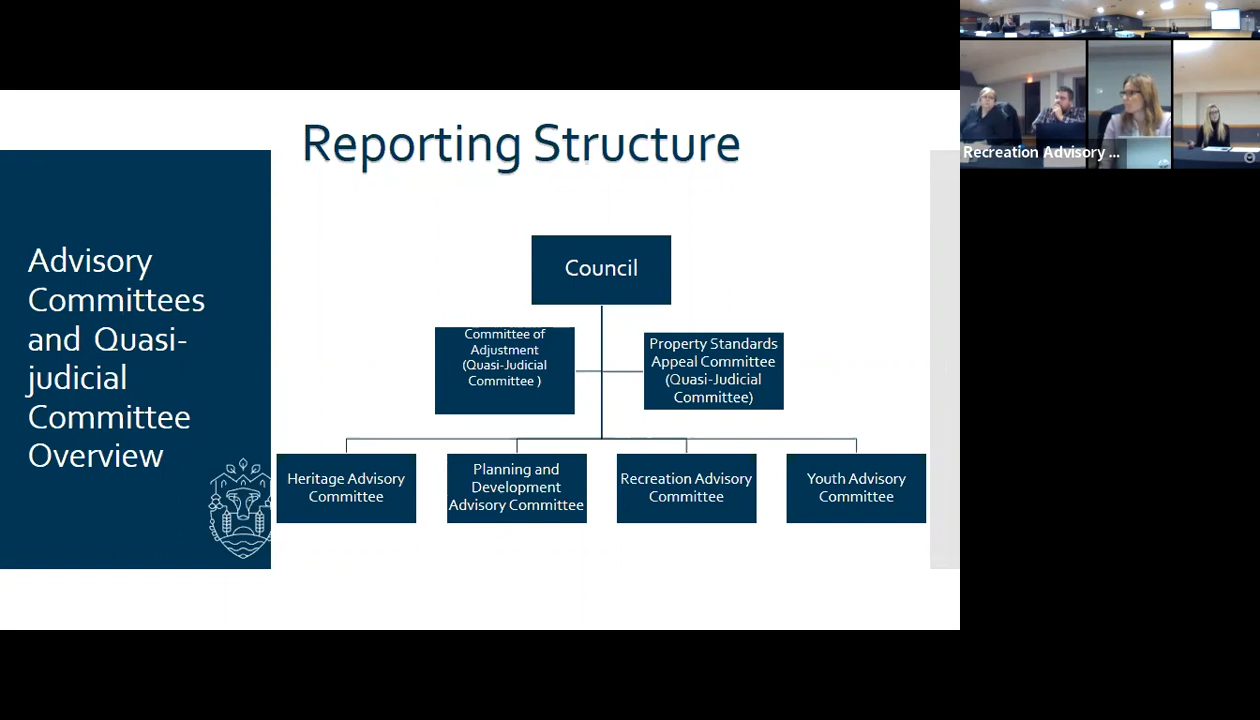 Reporting Structure
Advisory
Committees
and Quasi-
judicial
Committee
Overview
Council
Committee of
Adjustment
(Quasi-Judicial
Committee )
Property Standards
Appeal Committee
(Quasi-Judicial
Committee)
Heritage Advisory
Committee
Planning and
Development
Advisory Committee
Recreation Advisory
Committee
Youth Advisory
Committee
Recreation Advisory ...